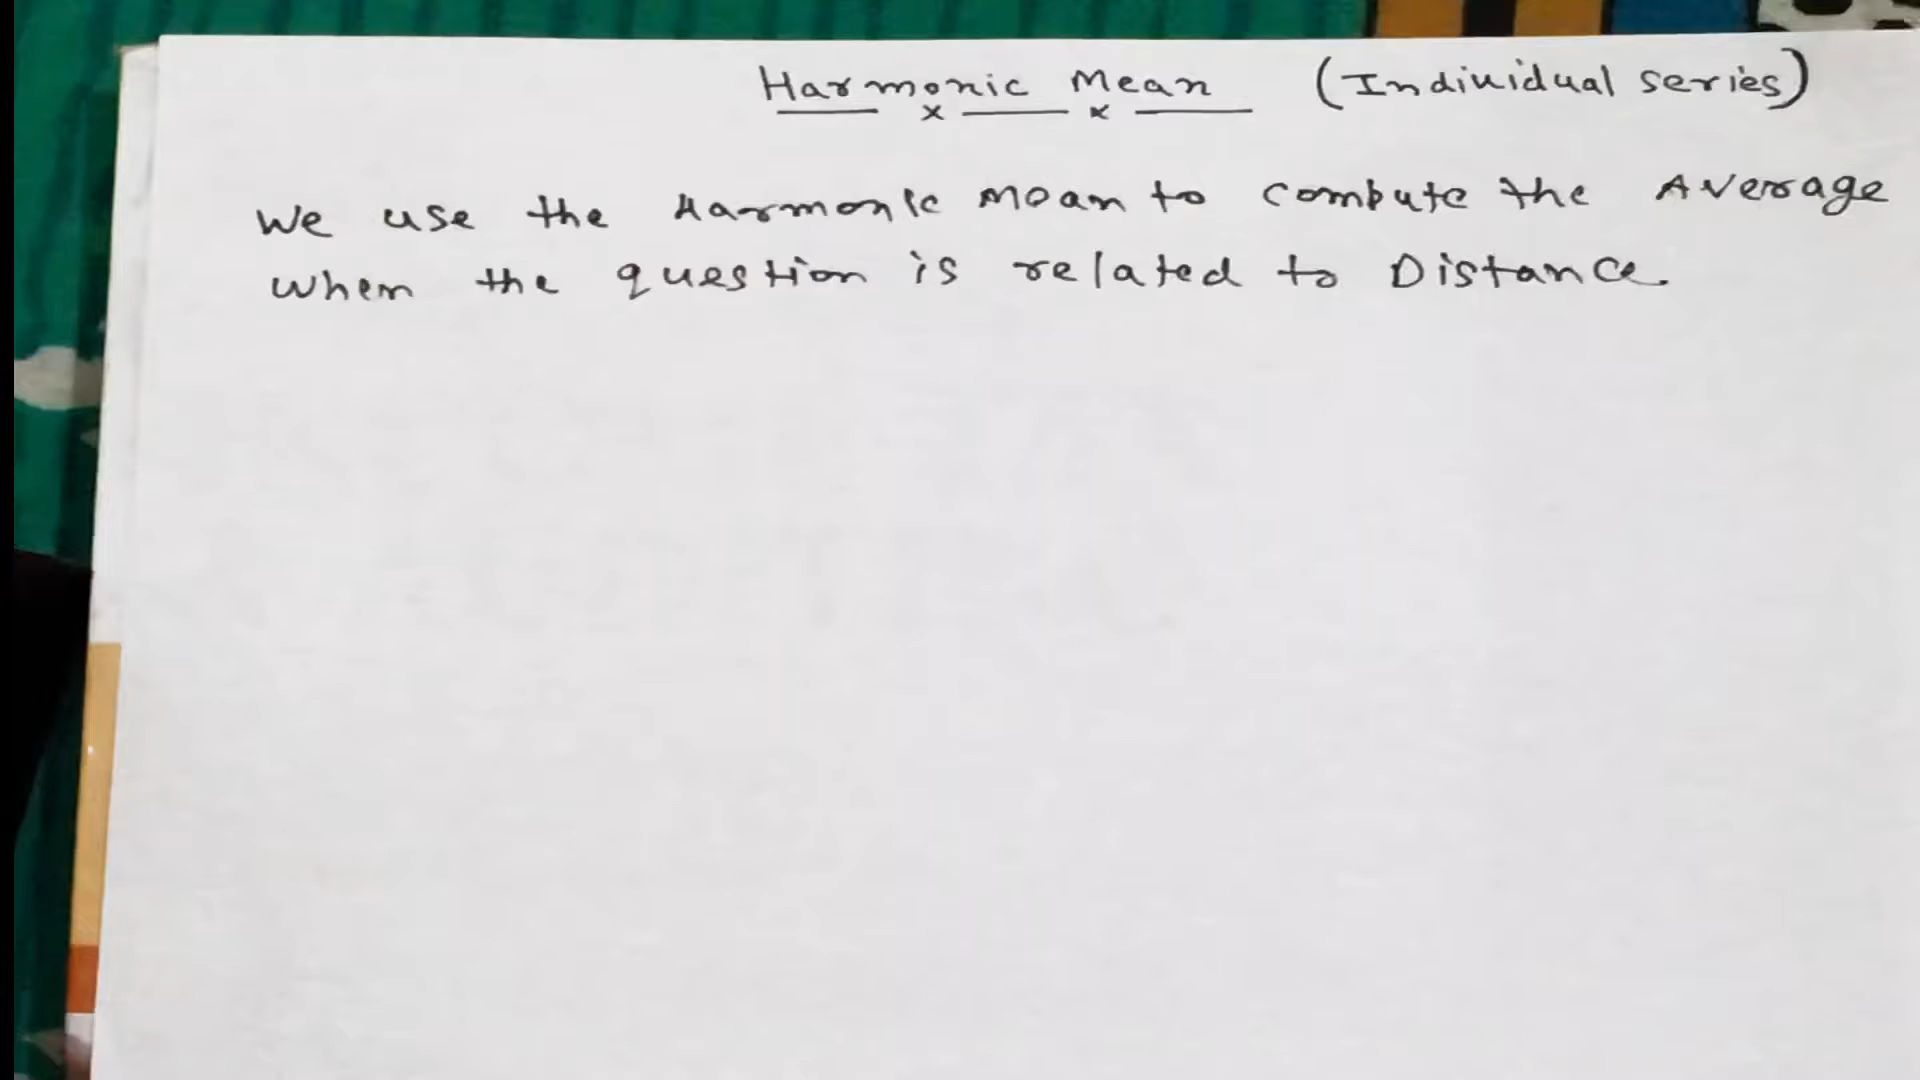 Harmonic Mean (Individual series)
We use the Harmonic Mean to compute the Average
when the question is related to Distance.